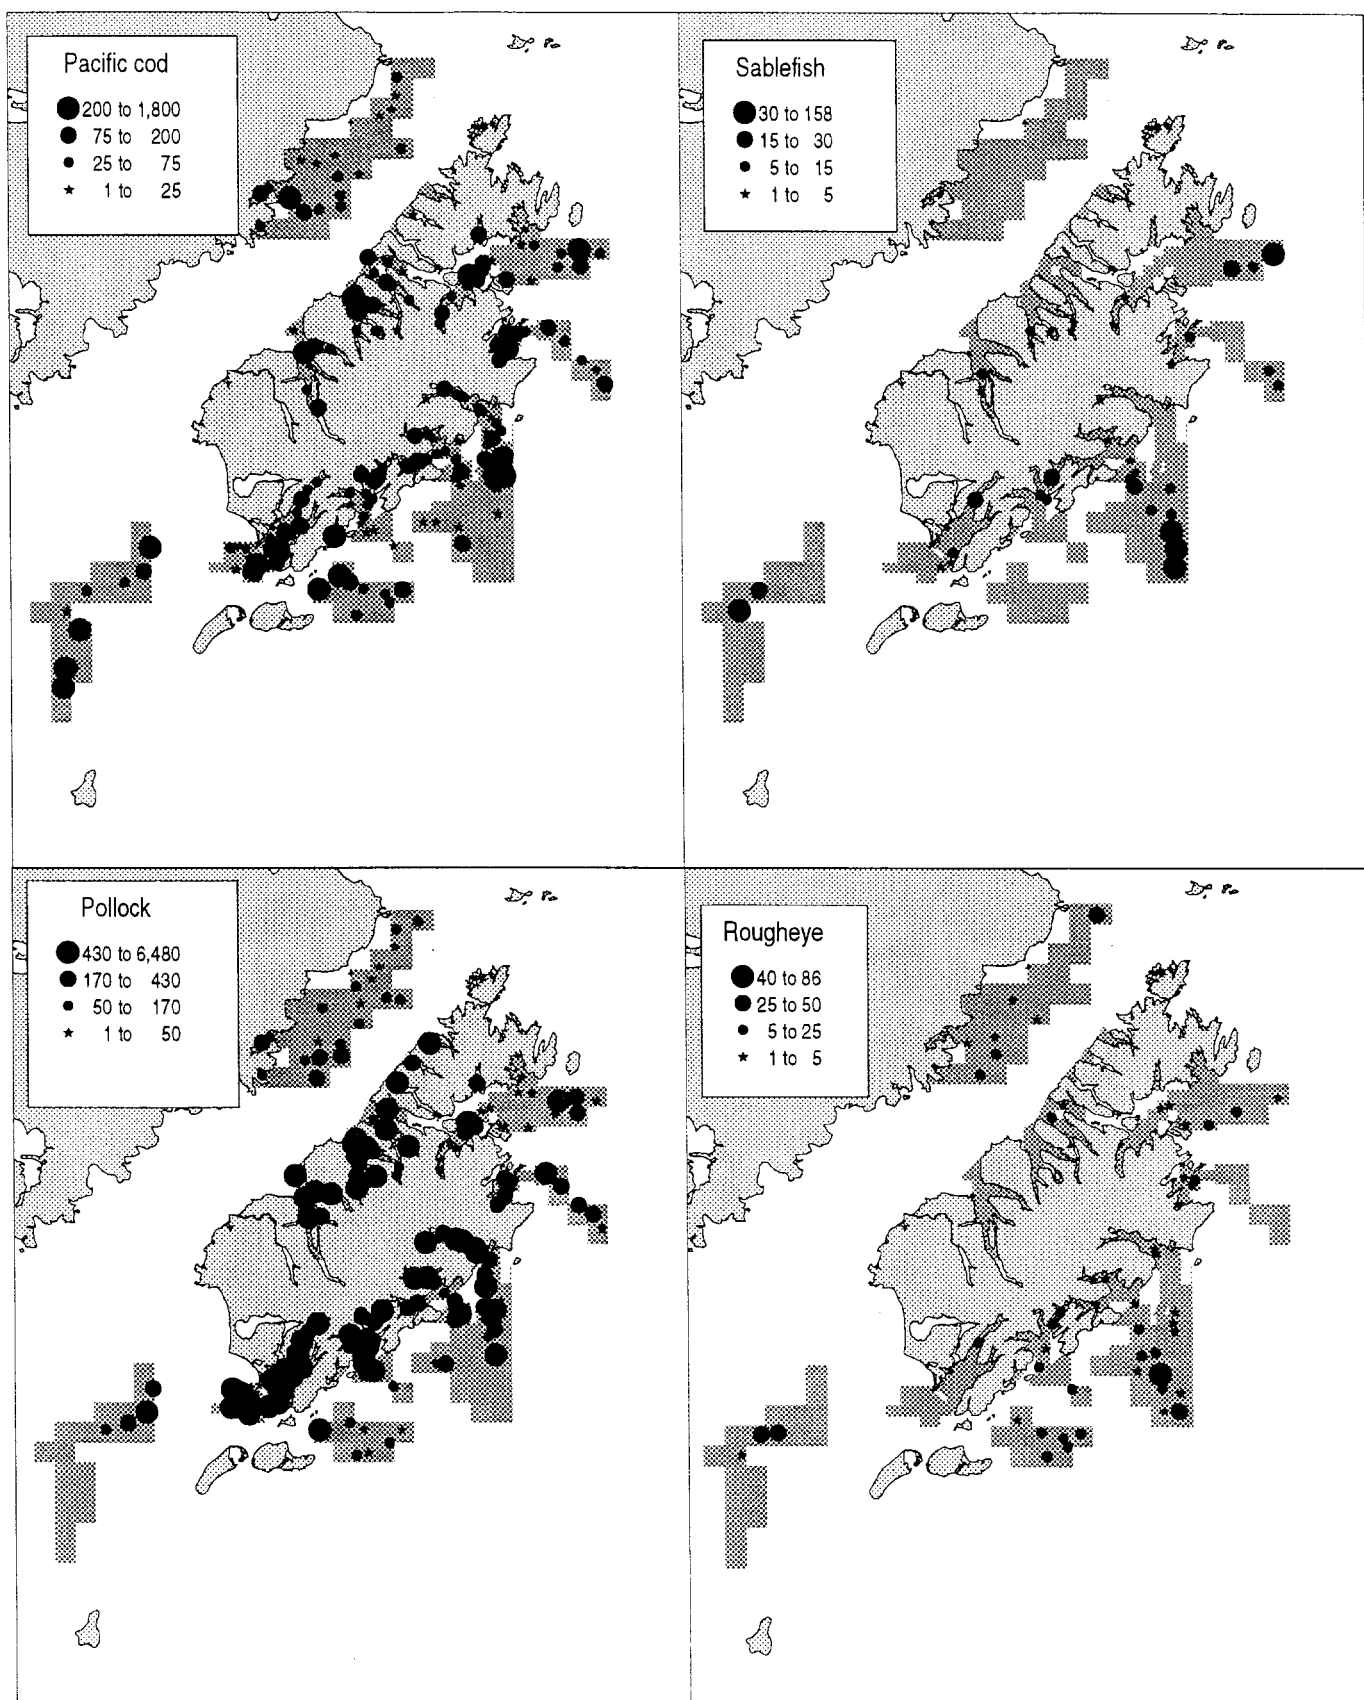 Pacific cod
200 to 1,800
75 to 200
25 to 75
1 to 25
Sablefish
30 to 158
15 to 30
5 to 15
1 to 5
Pollock
430 to 6,480
170 to 430
50 to 170
1 to 50
Rougheye
40 to 86
25 to 50
5 to 25
1 to 5